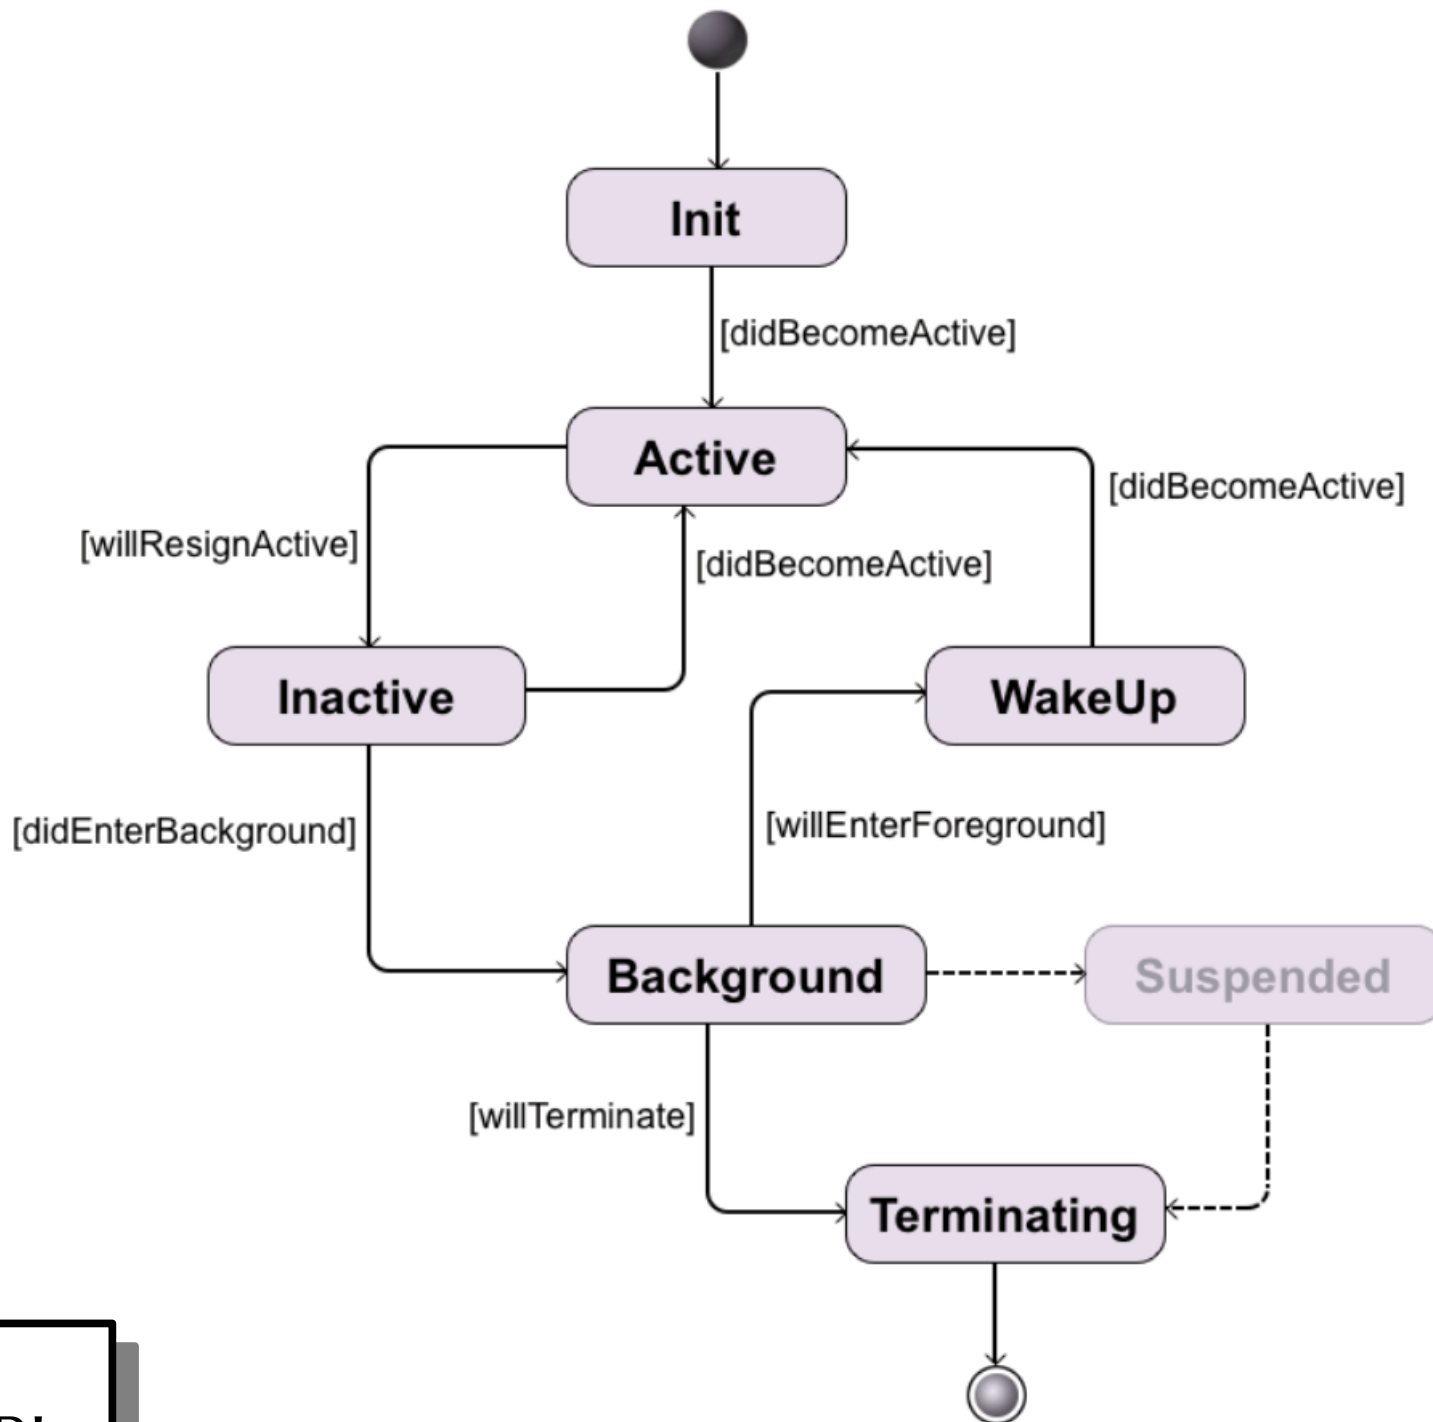 Init
[didBecomeActive]
Active
[didBecomeActive]
[willResignActive]
[didBecomeActive]
Inactive
WakeUp
[didEnterBackground]
[willEnterForeground]
Background
Suspended
[willTerminate]
Terminating